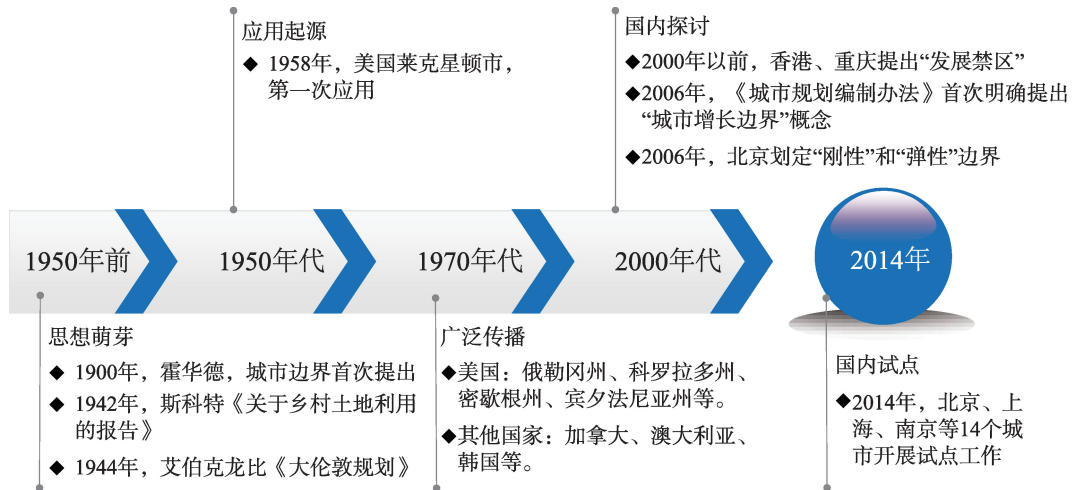 应用起源
◆ 1958年，美国莱克星顿市，
第一次应用
国内探讨
◆2000年以前，香港、重庆提出“发展禁区”
◆2006年，《城市规划编制办法》首次明确提出
“城市增长边界”概念
◆2006年，北京划定“刚性”和“弹性”边界
1950年前
1950年代
1970年代
2000年代
2014年
思想萌芽
◆ 1900年，霍华德，城市边界首次提出
◆ 1942年，斯科特《关于乡村土地利用
的报告》
◆ 1944年，艾伯克龙比《大伦敦规划》
广泛传播
◆美国：俄勒冈州、科罗拉多州、
密歇根州、宾夕法尼亚州等。
◆其他国家：加拿大、澳大利亚、
韩国等。
国内试点
◆2014年，北京、上
海、南京等14个城
市开展试点工作